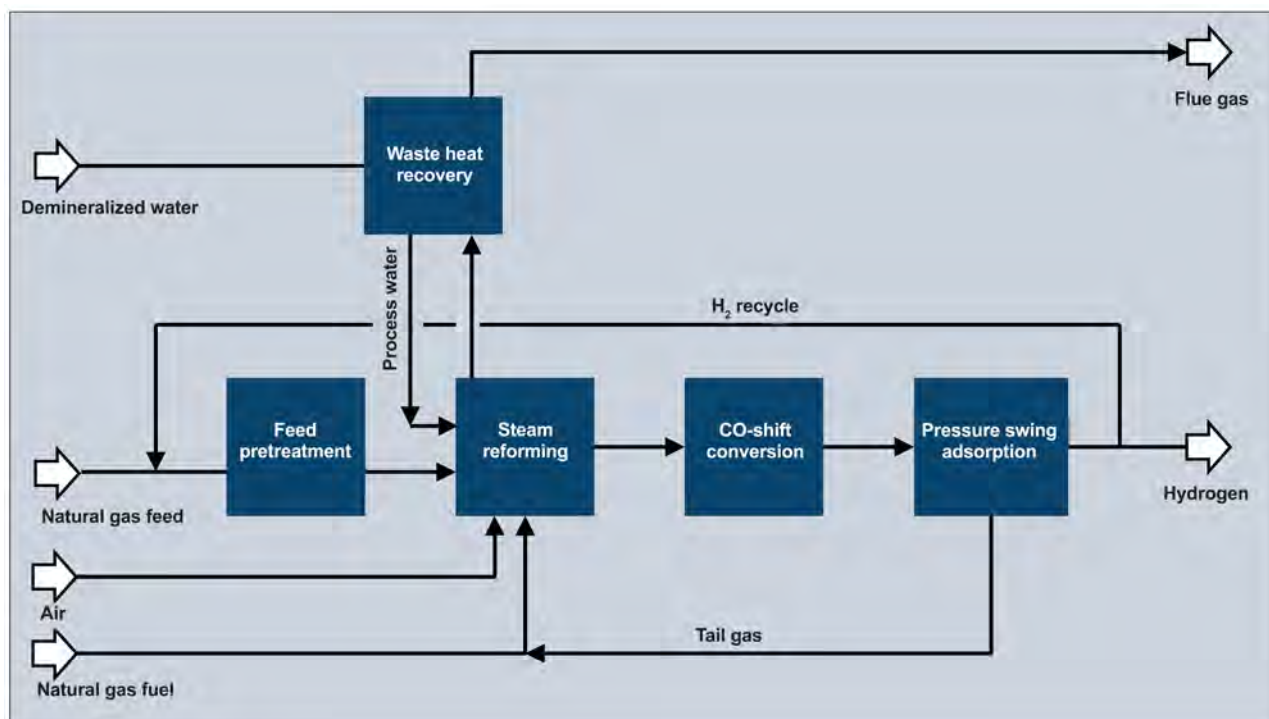 Flue gas
Waste heat
recovery
Demineralized water
Process water
H₂ recycle
Feed
pretreatment
Steam
reforming
CO-shift
conversion
Pressure swing
adsorption
Natural gas feed
Hydrogen
Air
Tail gas
Natural gas fuel